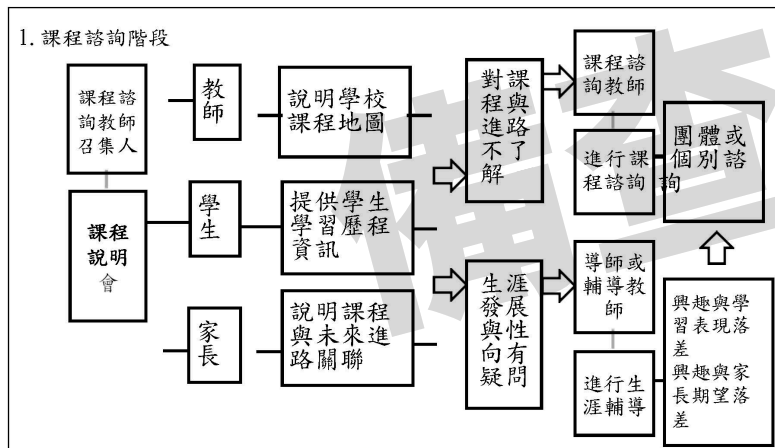 1. 課程諮詢階段
課程諮
詢教師
召集人
課程
說明
會
教
師
學
生
家
長
說明學校
課程地圖
提供學生
學習歷程
資訊
說明課程
與未來進
路關聯
對課
程與
進路
不了
解
生涯
發展
與性
向有
疑問
課程諮
詢教師
進行課
程諮詢
導師或
輔導教
師
進行生
涯輔導
團體或
個別諮
詢
興趣與學
習表現落
差
興趣與家
長期望落
差
備查